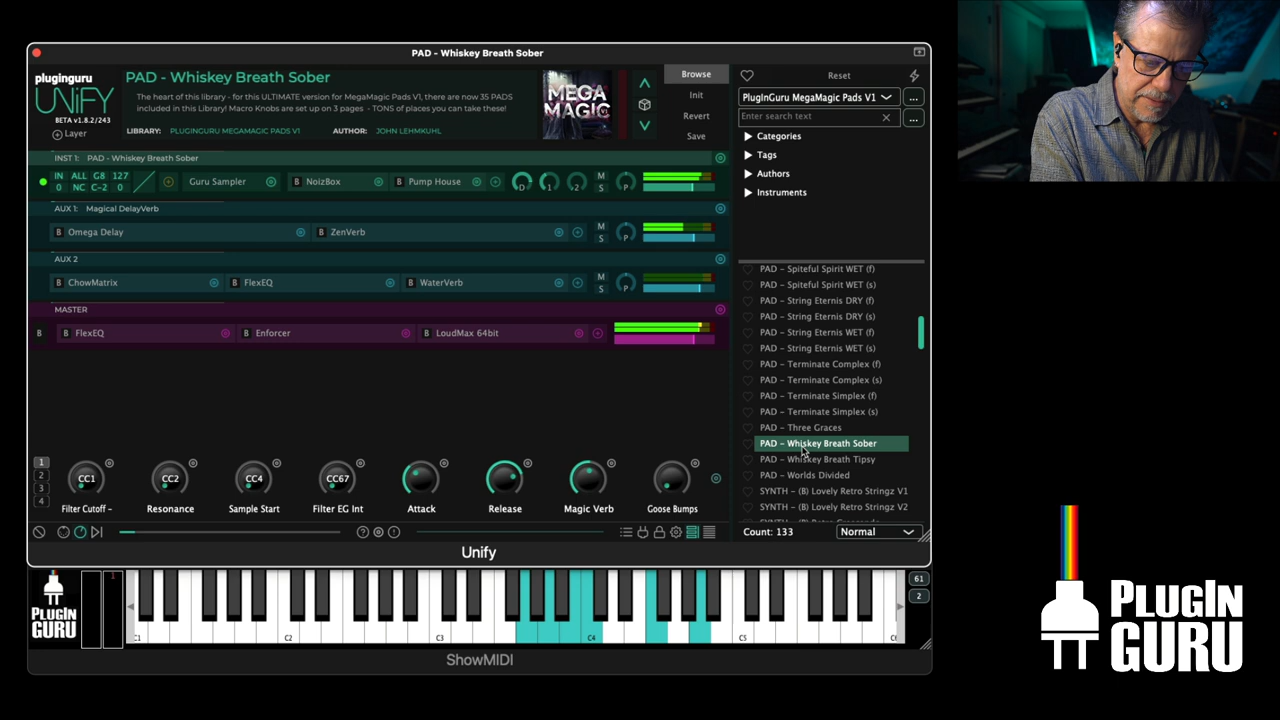 PAD - Whiskey Breath Sober
pluginguru
UNIFY
BETA v1.8.2/243
Layer
PAD - Whiskey Breath Sober
The heart of this library - for this ULTIMATE version for MegaMagic Pads V1, there are now 35 PADS
included in this Library! Macro Knobs are set up on 3 pages - TONS of places you can take these!
LIBRARY: PLUGINGURU MEGAMAGIC PADS V1 AUTHOR: JOHN LEHMKUHL
MEGA
MAGIC
Browse
Init
Revert
Save
Reset
PlugInGuru MegaMagic Pads V1 ...
Enter search text ...
Categories
Tags
Authors
Instruments
INST 1: PAD - Whiskey Breath Sober
IN ALL G8 127
0 NC C-2 0
Guru Sampler B NoizBox B Pump House D 1 2 M S P
AUX 1: Magical DelayVerb
B Omega Delay B ZenVerb M S P
AUX 2
B ChowMatrix B FlexEQ B WaterVerb M S P
MASTER
B B FlexEQ B Enforcer B LoudMax 64bit
PAD - Spiteful Spirit WET (f)
PAD - Spiteful Spirit WET (s)
PAD - String Eternis DRY (f)
PAD - String Eternis DRY (s)
PAD - String Eternis WET (f)
PAD - String Eternis WET (s)
PAD - Terminate Complex (f)
PAD - Terminate Complex (s)
PAD - Terminate Simplex (f)
PAD - Terminate Simplex (s)
PAD - Three Graces
PAD - Whiskey Breath Sober
PAD - Whiskey Breath Tipsy
PAD - Worlds Divided
SYNTH - (B) Lovely Retro Stringz V1
SYNTH - (B) Lovely Retro Stringz V2
Count: 133 Normal
1
2
3
4
CC1 CC2 CC4 CC67
Filter Cutoff - Resonance Sample Start Filter EG Int Attack Release Magic Verb Goose Bumps
Unify
PLUGIN
GURU
1
C1 C2 C3 C4 C5
61
2
ShowMIDI
PLUGIN
GURU